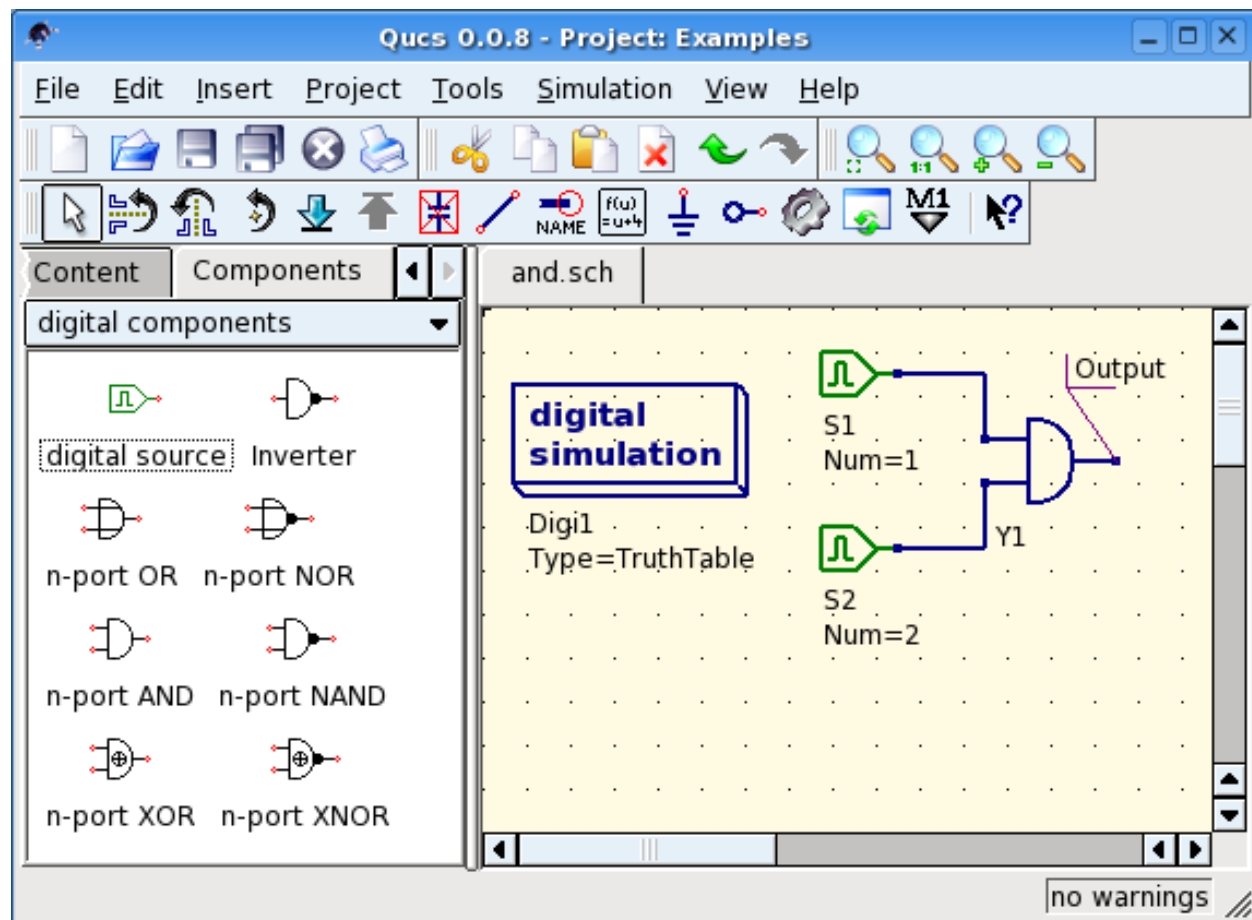 Qucs 0.0.8 - Project: Examples
File Edit Insert Project Tools Simulation View Help
1:1
NAME
f(u)
=u+4
M1
Content
Components
and.sch
digital components
digital source
Inverter
n-port OR
n-port NOR
n-port AND
n-port NAND
n-port XOR
n-port XNOR
digital
simulation
Digi1
Type=TruthTable
S1
Num=1
Output
Y1
S2
Num=2
no warnings